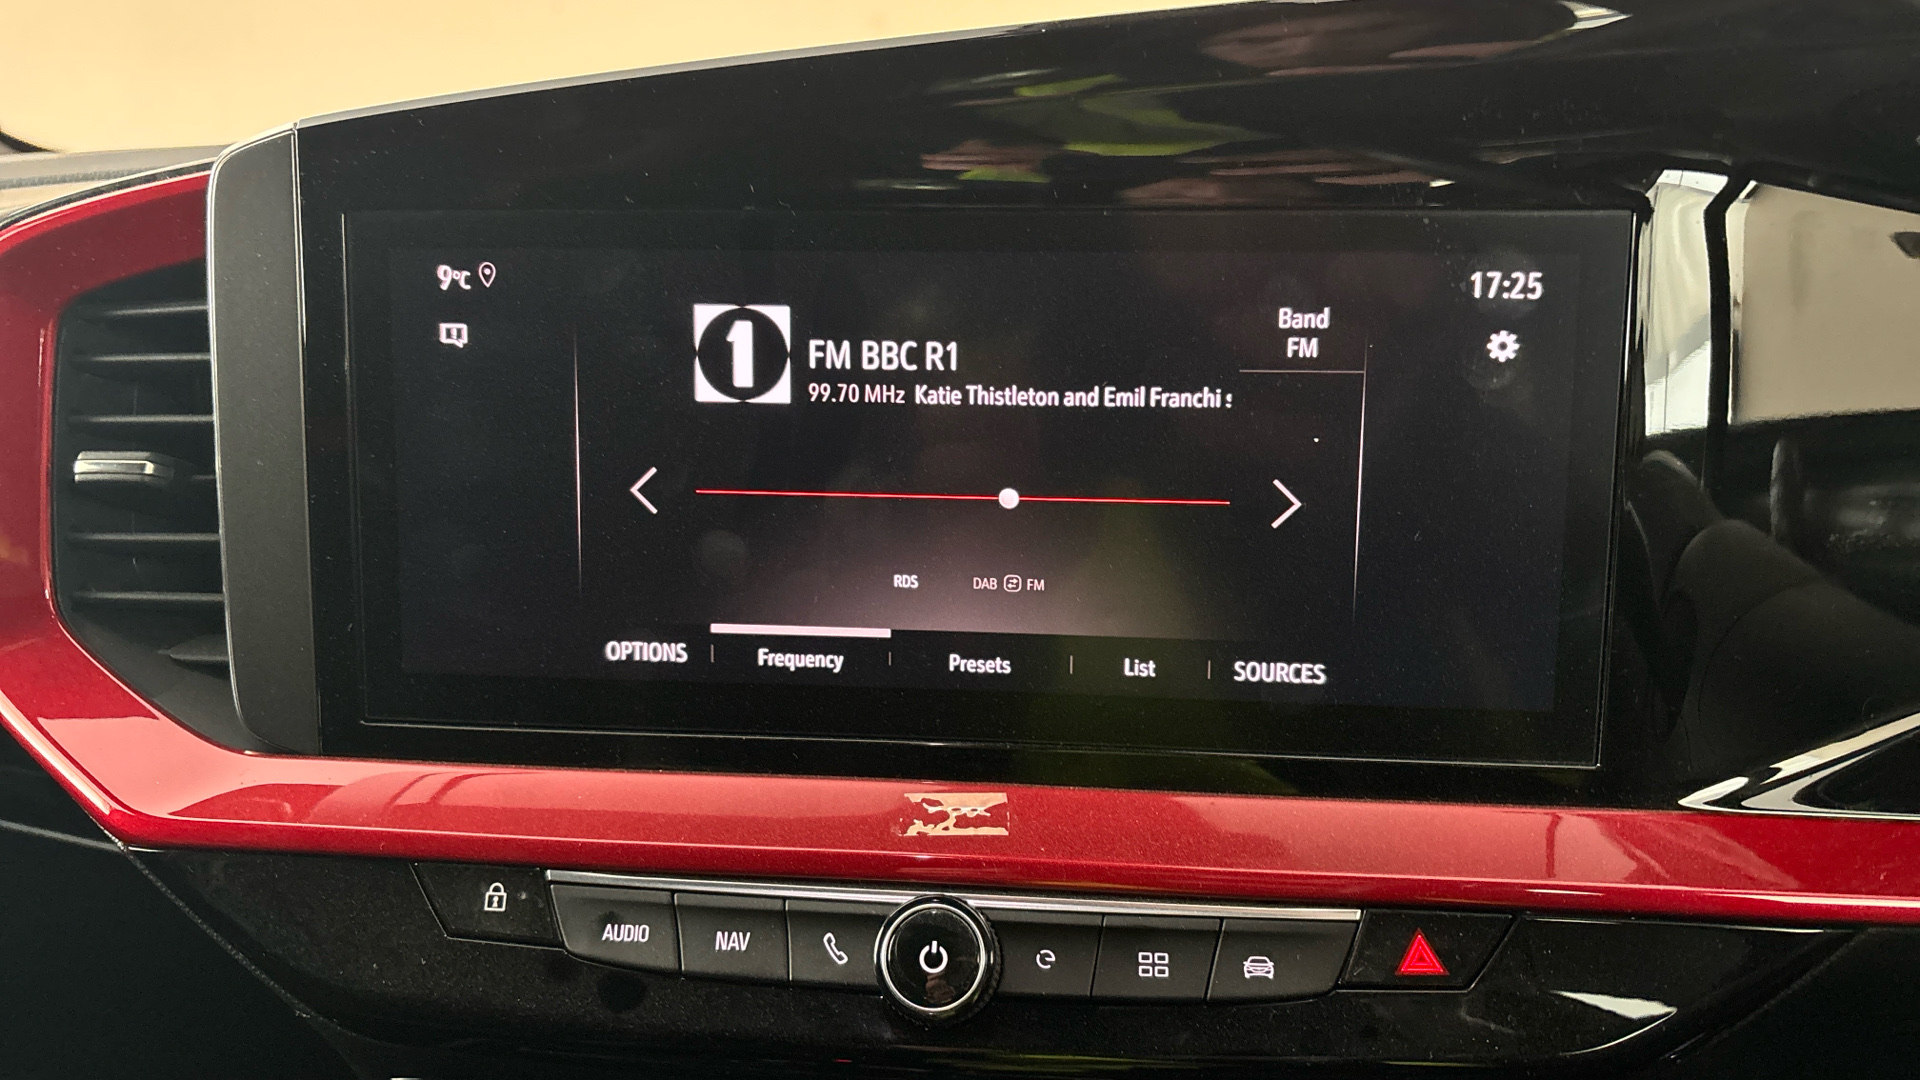 9°C
17:25
1
FM BBC R1
99.70 MHz Katie Thistleton and Emil Franchi
Band
FM
RDS
DAB FM
OPTIONS
Frequency
Presets
List
SOURCES
AUDIO
NAV